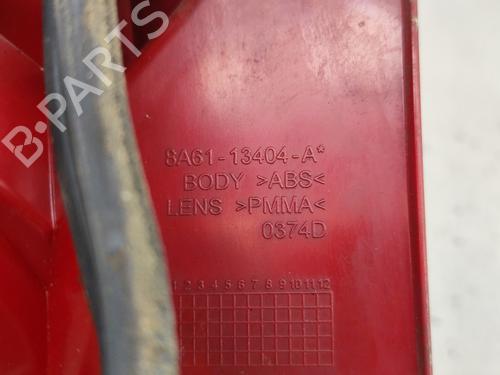 8A61-13404-A*
BODY >ABS<
LENS >PMMA<
0374D
1 2 3 4 5 6 7 8 9 10 11 12
B-PARTS